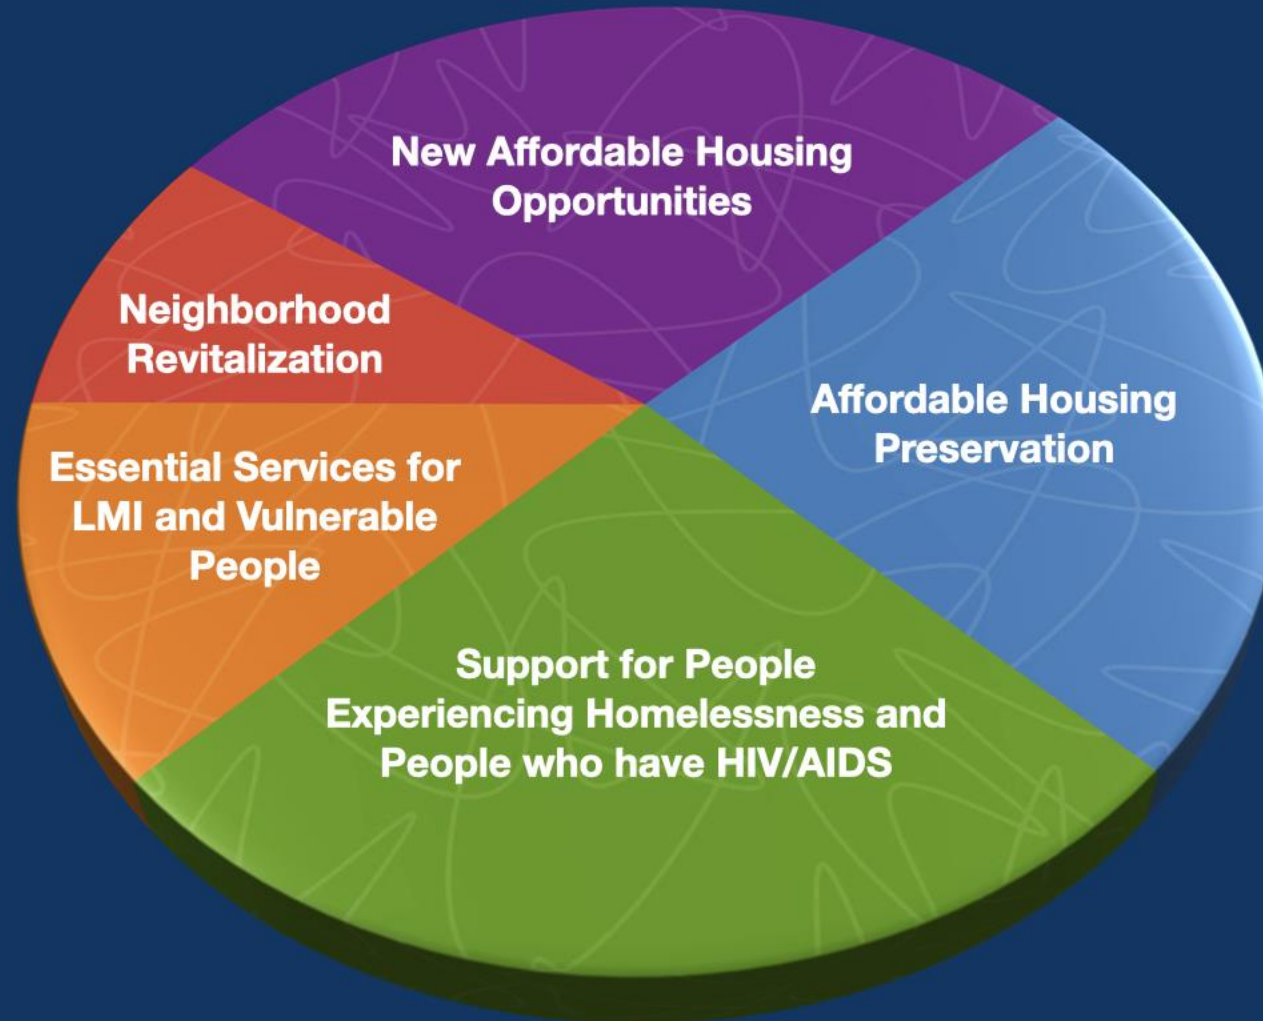 New Affordable Housing
Opportunities
Neighborhood
Revitalization
Affordable Housing
Preservation
Essential Services for
LMI and Vulnerable
People
Support for People
Experiencing Homelessness and
People who have HIV/AIDS